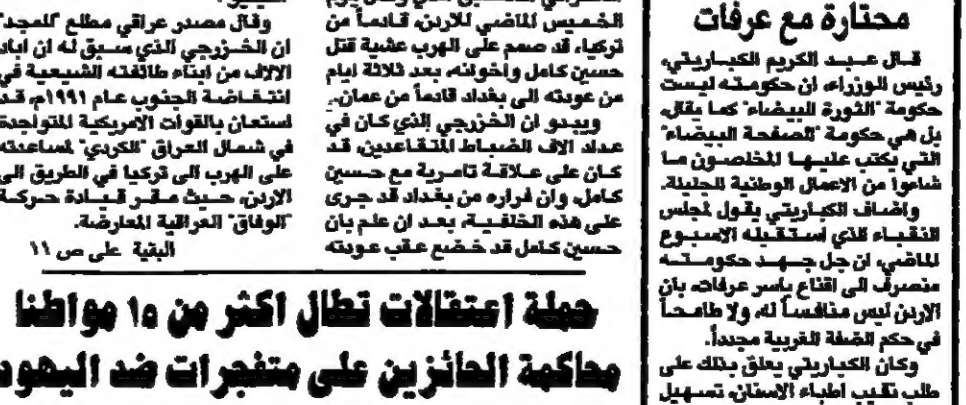 محتارة مع عرفات
قال عبد الكريم الكباريتي،
رئيس الوزراء، ان حكومته ليست
حكومة "الثورة البيضاء" كما يقال،
بل هي حكومة "الصفحة البيضاء"
التي يكتب عليها المخلصون ما
شاءوا من الاعمال الوطنية الجليلة.
واضاف الكباريتي يقول لمجلس
النقباء الذي استقبله الاسبوع
الماضي، ان جل جهد حكومته
منصرف الى اقناع ياسر عرفات، بان
الاردن ليس منافساً له، ولا طامحاً
في حكم الضفة الغربية مجدداً.
وكان الكباريتي يعلق بذلك على
طلب نقيب اطباء الاسنان، تسهيل
الخميس الماضي للاردن، قادماً من
تركيا، قد صمم على الهرب عشية قتل
حسين كامل واخوانه، بعد ثلاثة ايام
من عودته الى بغداد قادماً من عمان.
ويبدو ان الخزرجي الذي كان في
عداد الاف الضباط المتقاعدين، قد
كان على علاقة تامرية مع حسين
كامل، وان فراره من بغداد قد جرى
على هذه الخلفية، بعد ان علم بان
حسين كامل قد خضع عقب عودته
وقال مصدر عراقي مطلع "للمجد"
ان الخزرجي الذي سبق له ان اباد
الالاف من ابناء طائفته الشيعية في
انتفاضة الجنوب عام ١٩٩١م، قد
استعان بالقوات الامريكية المتواجدة
في شمال العراق "الكردي" لمساعدته
على الهرب الى تركيا في الطريق الى
الاردن، حيث مقر قيادة حركة
"الوفاق" العراقية المعارضة.
البقية على ص ١١
حملة اعتقالات تطال اكثر من ١٥ مواطنا
محاكمة الحائزين على متفجرات ضد اليهود